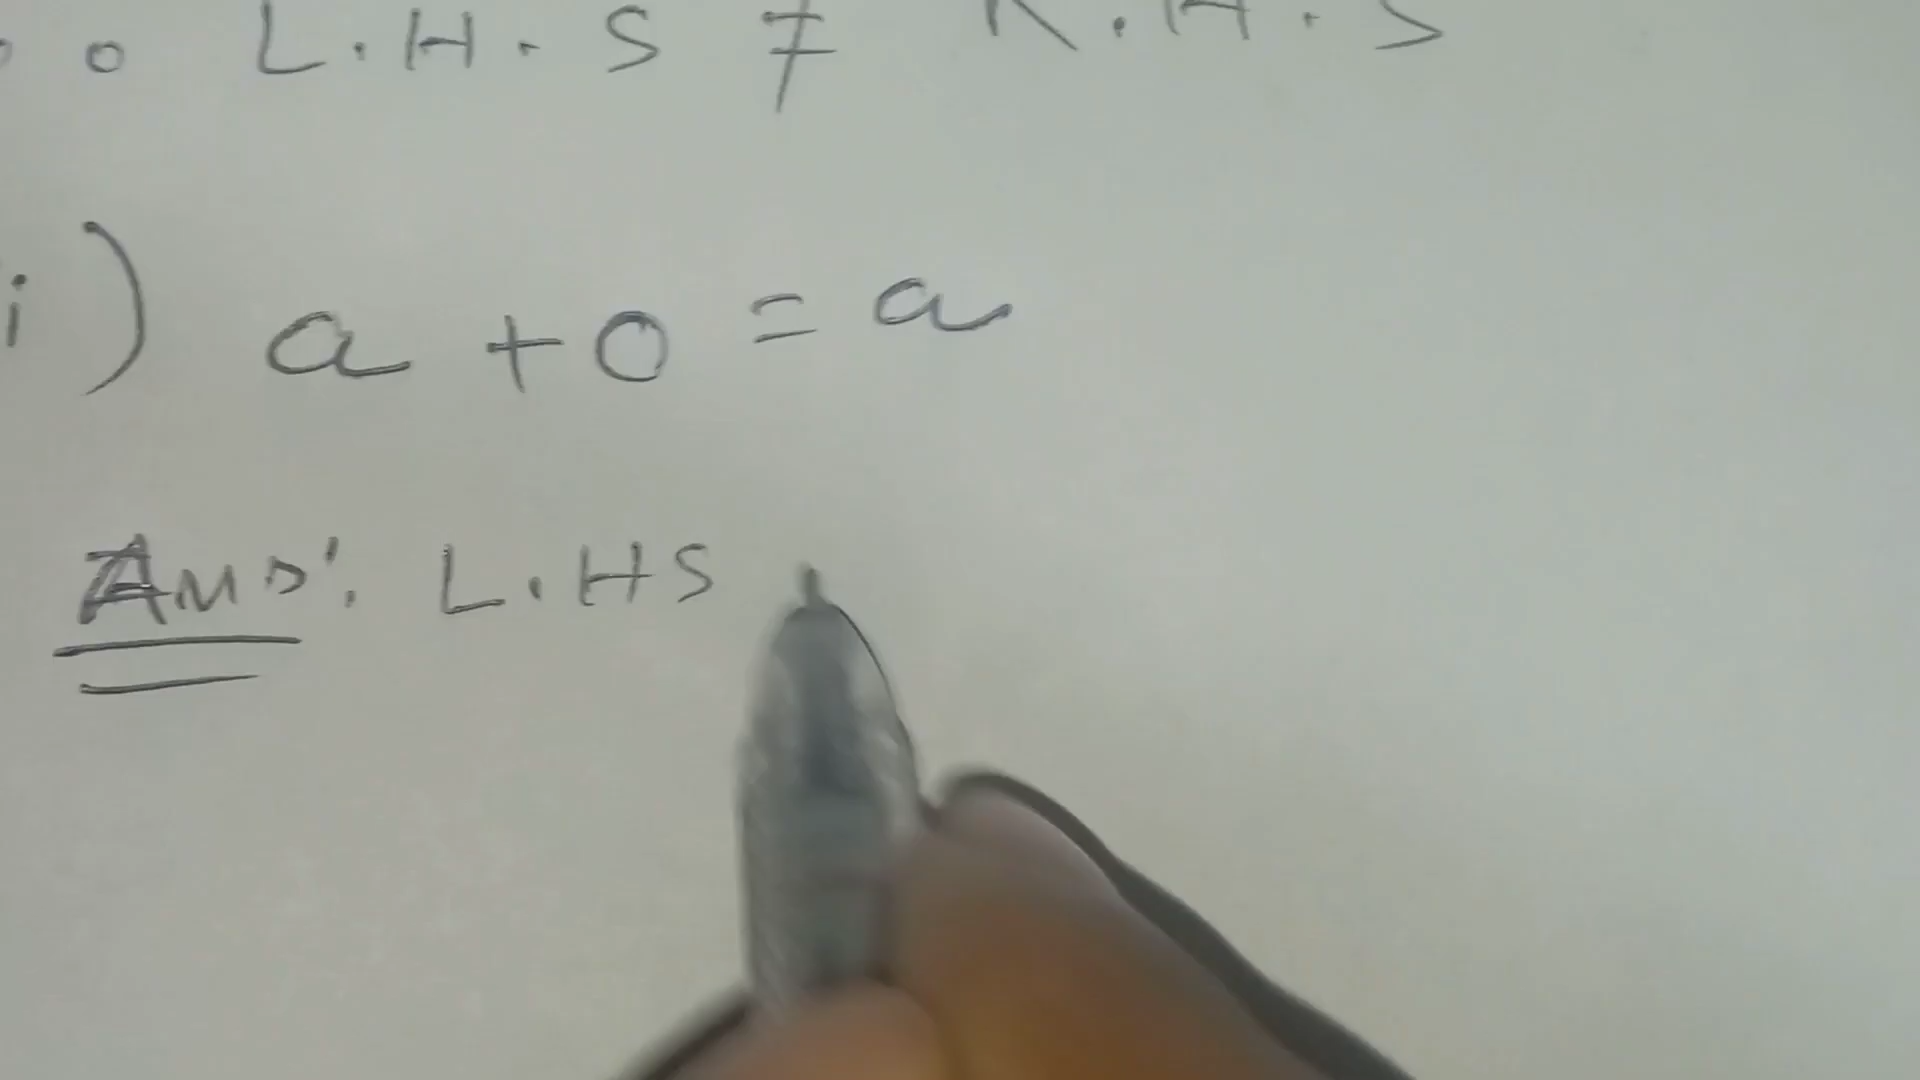 ∴ L.H.S ≠ R.H.S
i) a + 0 = a
Ans: L.HS